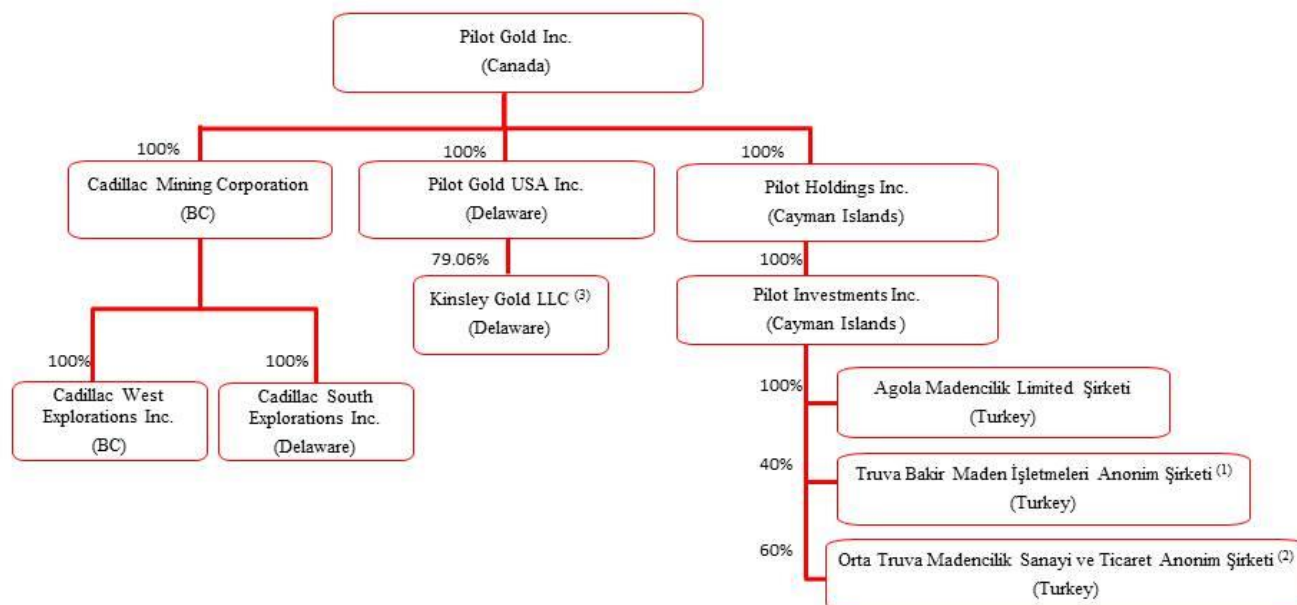 Pilot Gold Inc.
(Canada)
100%
100%
100%
Cadillac Mining Corporation
(BC)
Pilot Gold USA Inc.
(Delaware)
Pilot Holdings Inc.
(Cayman Islands)
79.06%
100%
Kinsley Gold LLC (3)
(Delaware)
Pilot Investments Inc.
(Cayman Islands )
100%
100%
Cadillac West
Explorations Inc.
(BC)
Cadillac South
Explorations Inc.
(Delaware)
100%
Agola Madencilik Limited Şirketi
(Turkey)
40%
Truva Bakir Maden İşletmeleri Anonim Şirketi (1)
(Turkey)
60%
Orta Truva Madencilik Sanayi ve Ticaret Anonim Şirketi (2)
(Turkey)